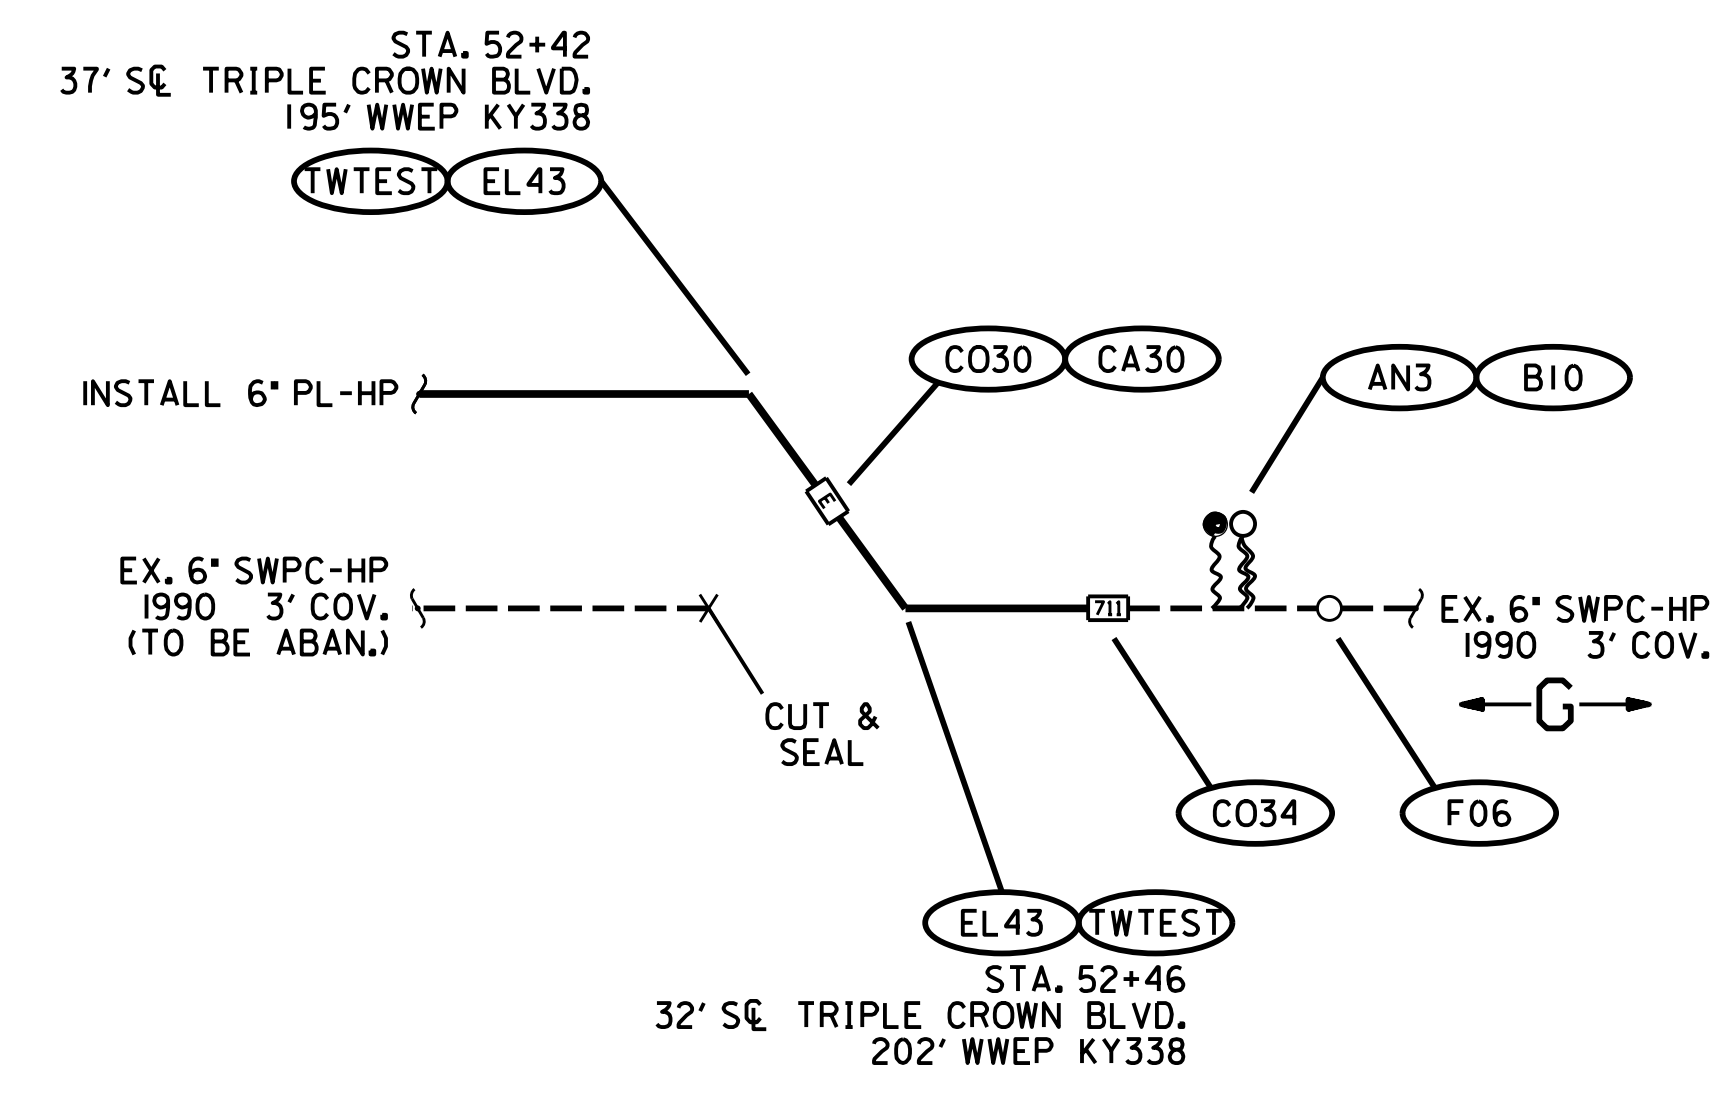 STA. 52+42
37' S℄ TRIPLE CROWN BLVD.
195' WWEP KY338
TWTEST EL43
CO30 CA30
AN3 B10
INSTALL 6" PL-HP
E
EX. 6" SWPC-HP
1990 3' COV.
(TO BE ABAN.)
711
EX. 6" SWPC-HP
1990 3' COV.
G
CUT &
SEAL
CO34
F06
EL43 TWTEST
STA. 52+46
32' S℄ TRIPLE CROWN BLVD.
202' WWEP KY338